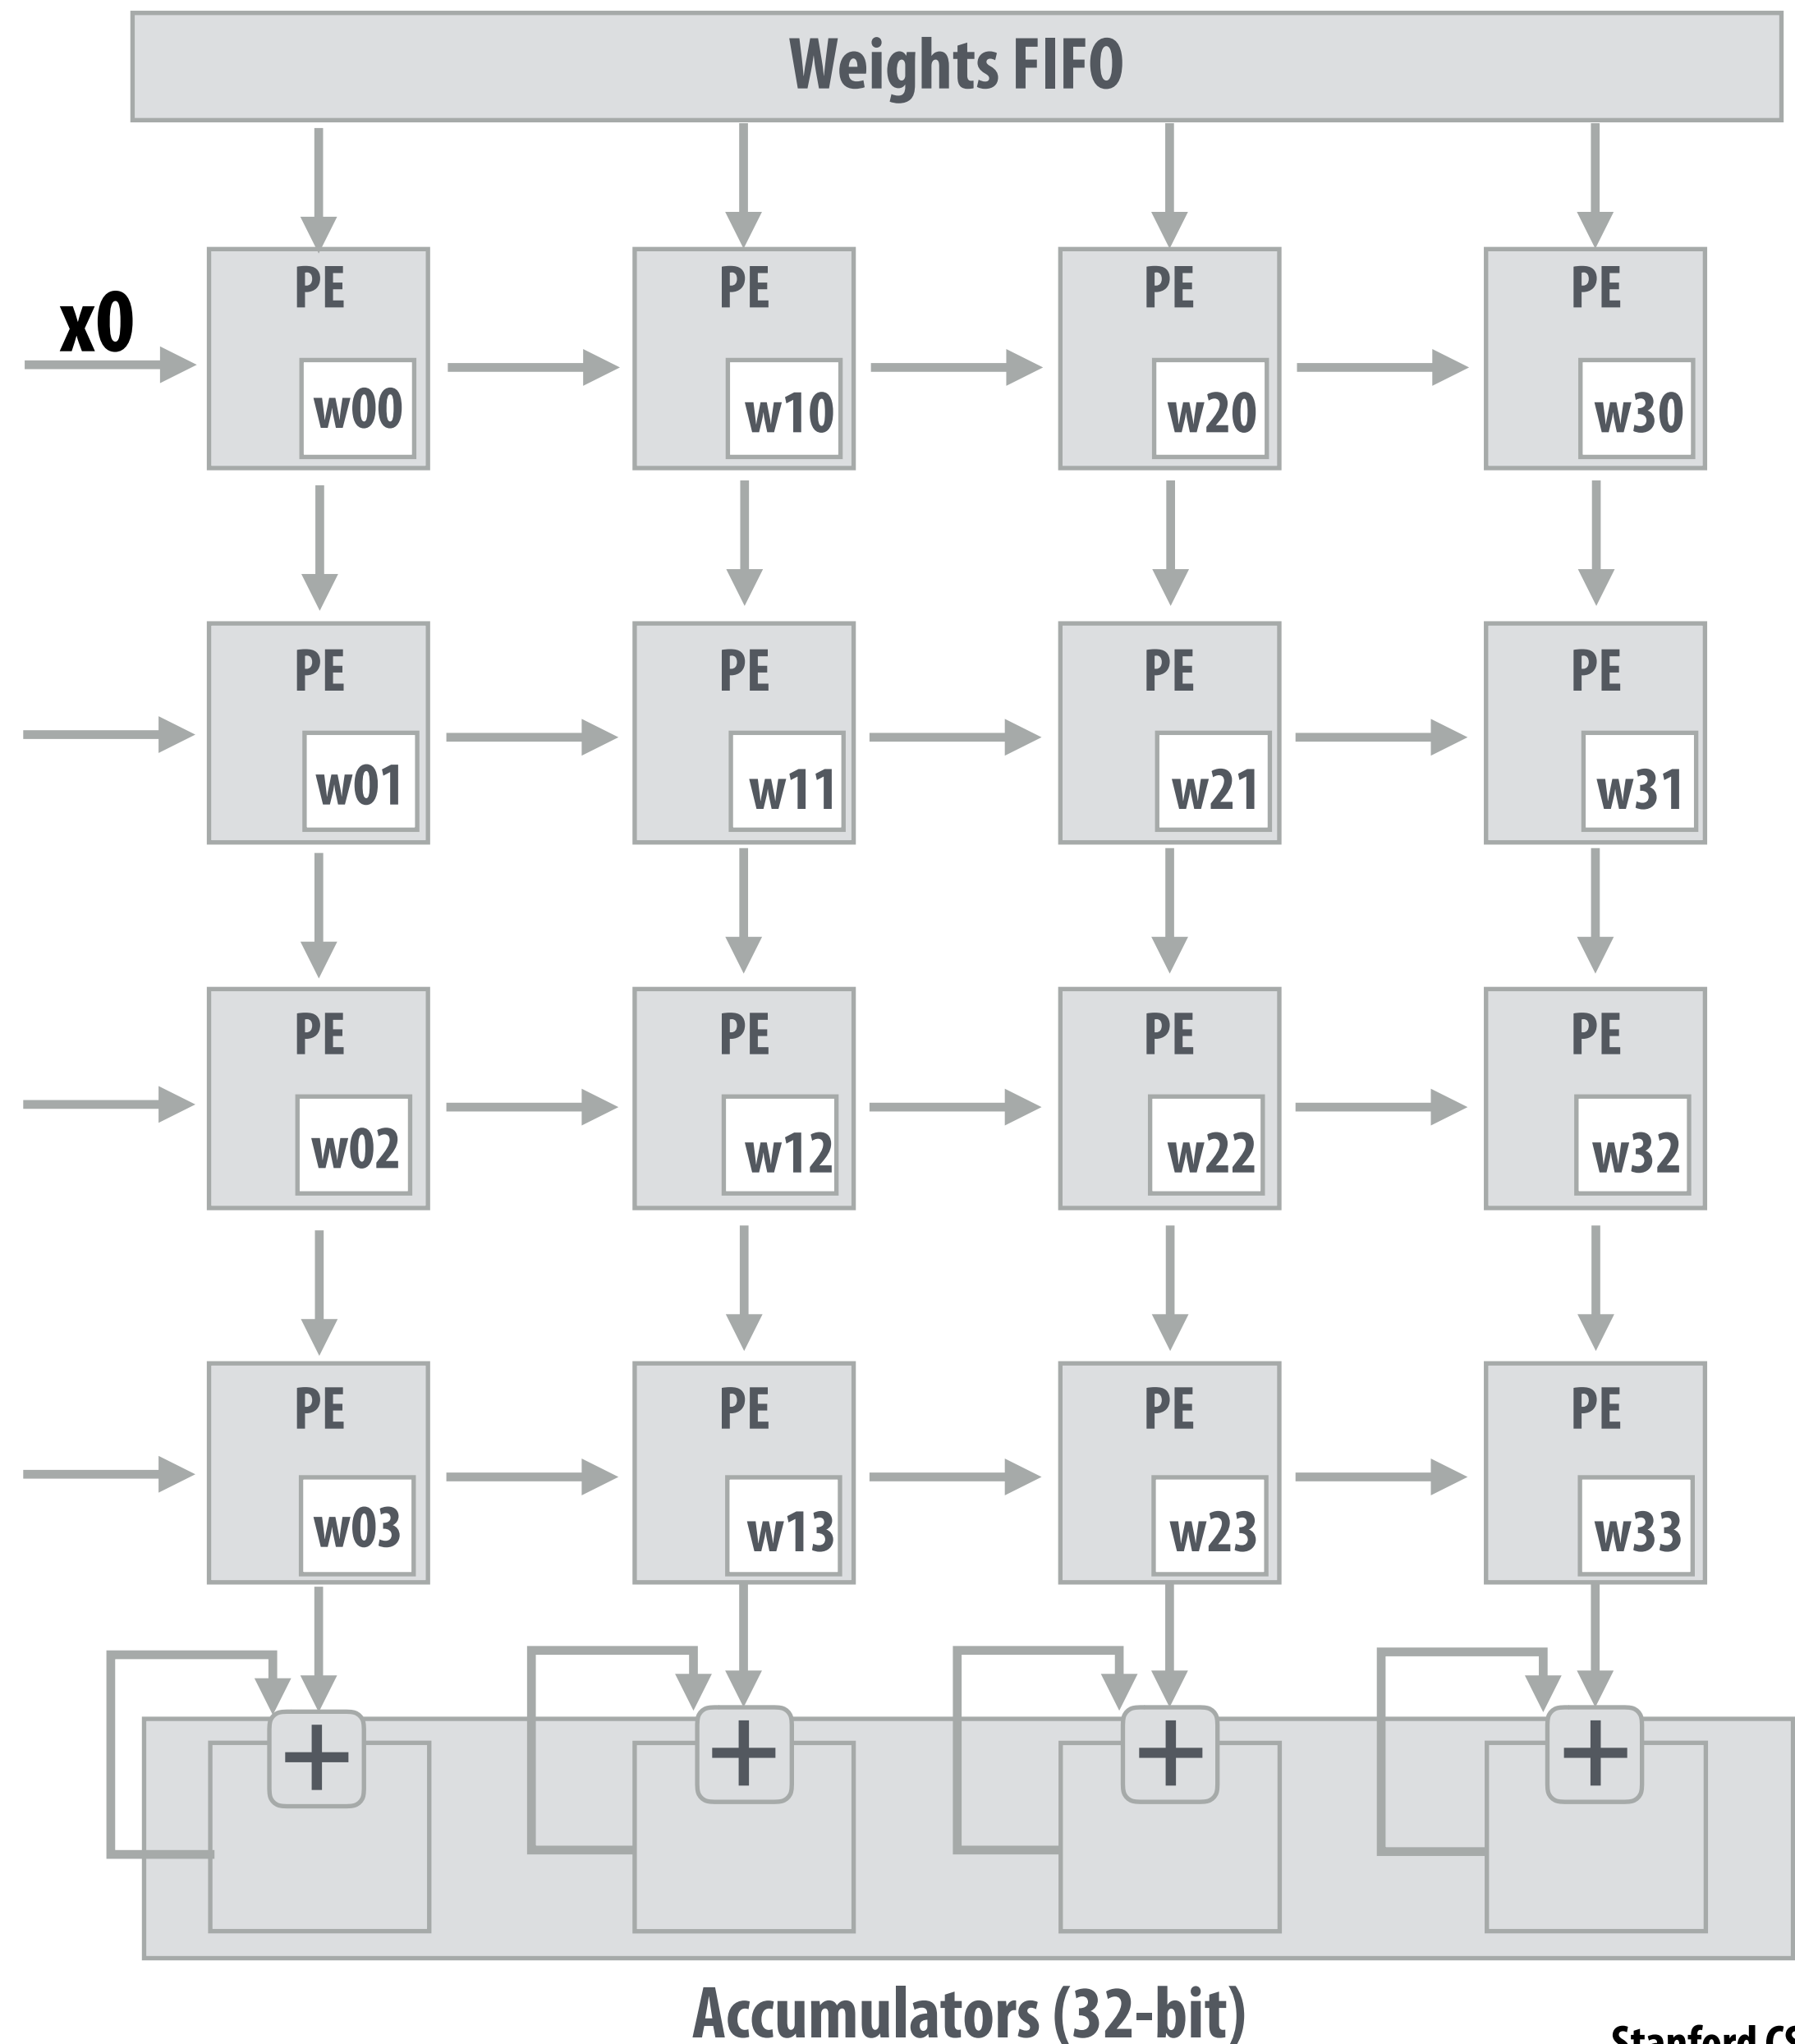 Weights FIFO
PE PE PE PE
x0
w00 w10 w20 w30
PE PE PE PE
w01 w11 w21 w31
PE PE PE PE
w02 w12 w22 w32
PE PE PE PE
w03 w13 w23 w33
+ + + +
Accumulators (32-bit)
Stanford CS